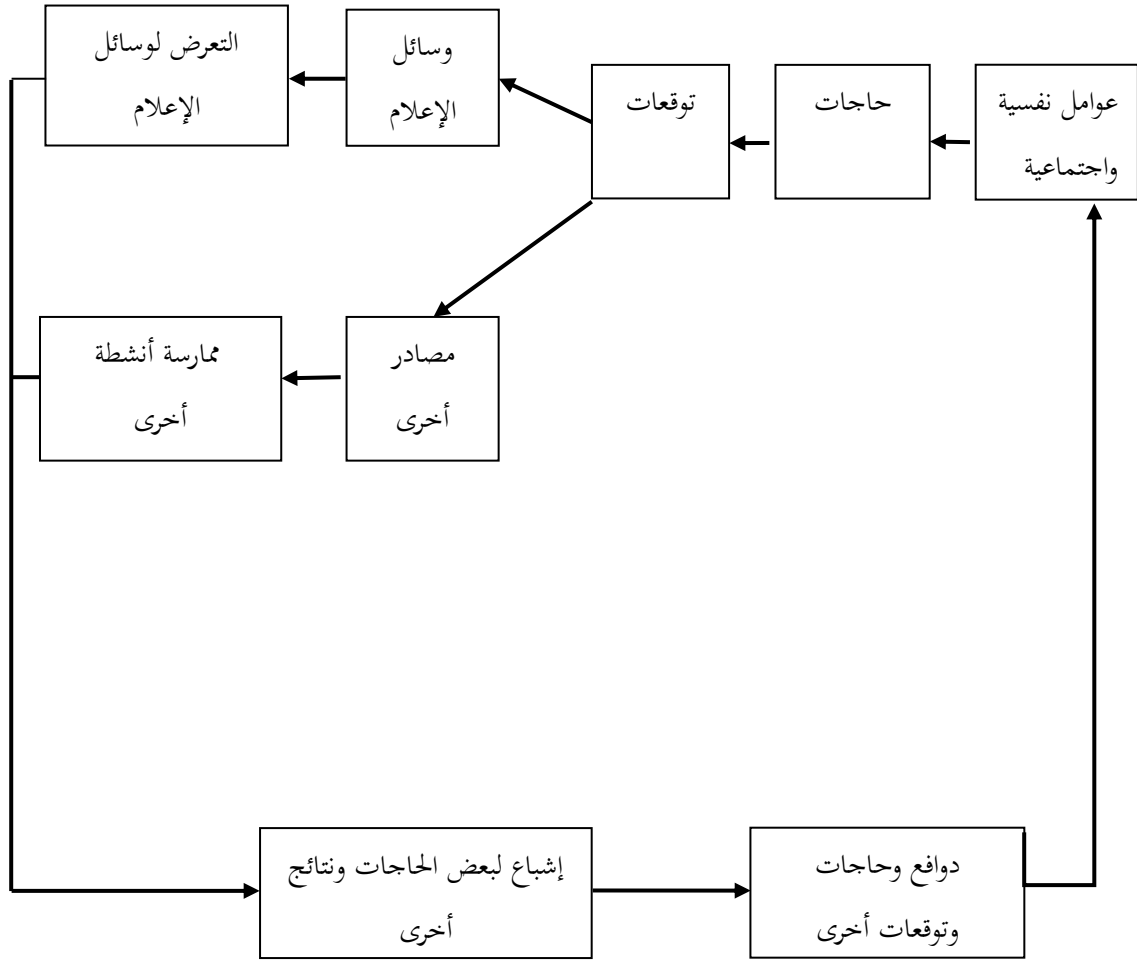 عوامل نفسية
واجتماعية
حاجات
توقعات
وسائل
الإعلام
التعرض لوسائل
الإعلام
مصادر
أخرى
ممارسة أنشطة
أخرى
إشباع لبعض الحاجات ونتائج
أخرى
دوافع وحاجات
وتوقعات أخرى